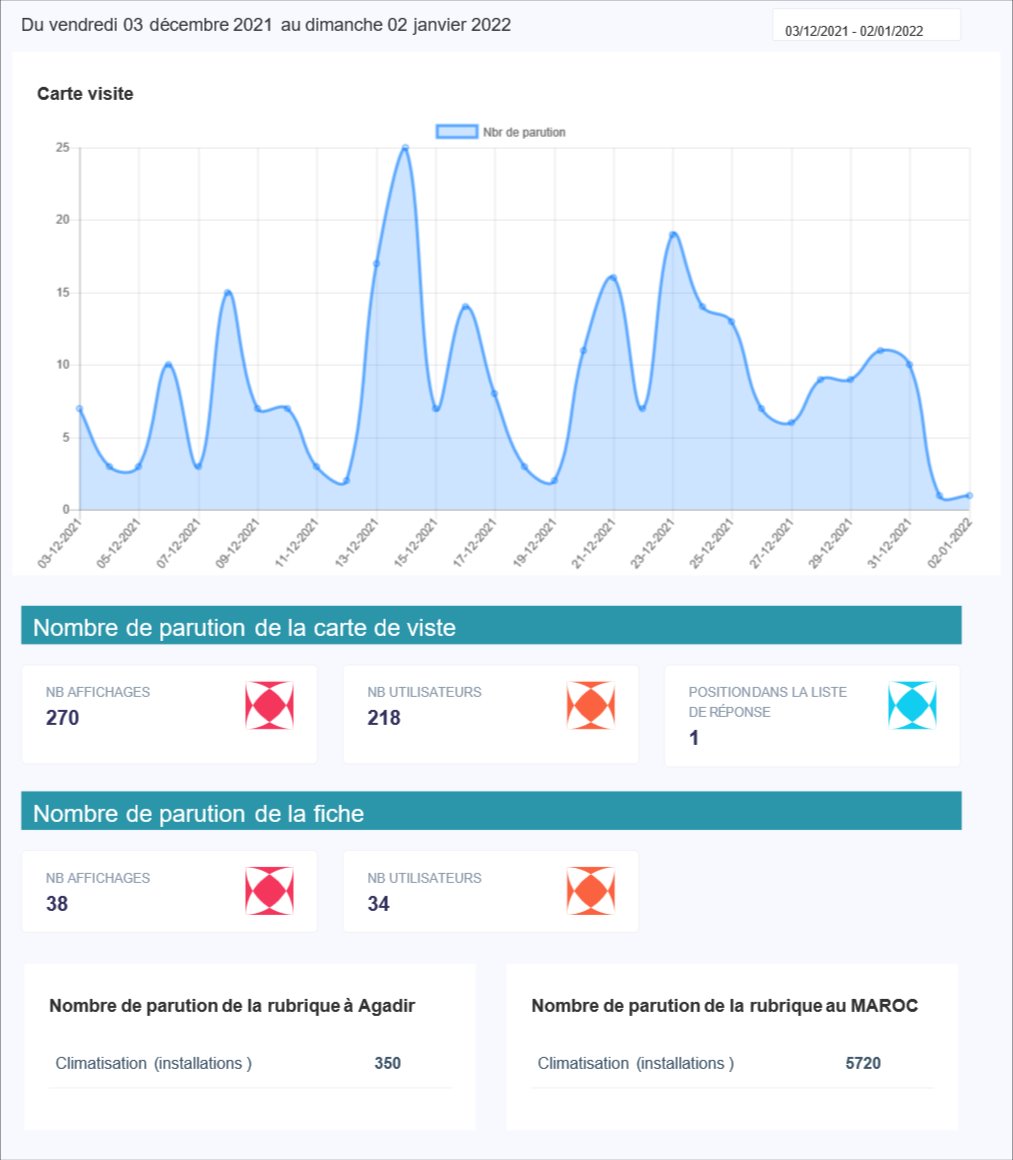 Du vendredi 03 décembre 2021 au dimanche 02 janvier 2022
03/12/2021 - 02/01/2022
Carte visite
Nbr de parution
25
20
15
10
5
0
03-12-2021
05-12-2021
07-12-2021
09-12-2021
11-12-2021
13-12-2021
15-12-2021
17-12-2021
19-12-2021
21-12-2021
23-12-2021
25-12-2021
27-12-2021
29-12-2021
31-12-2021
02-01-2022
Nombre de parution de la carte de viste
NB AFFICHAGES
270
NB UTILISATEURS
218
POSITIONDANS LA LISTE
DE RÉPONSE
1
Nombre de parution de la fiche
NB AFFICHAGES
38
NB UTILISATEURS
34
Nombre de parution de la rubrique à Agadir
Climatisation (installations )
350
Nombre de parution de la rubrique au MAROC
Climatisation (installations )
5720